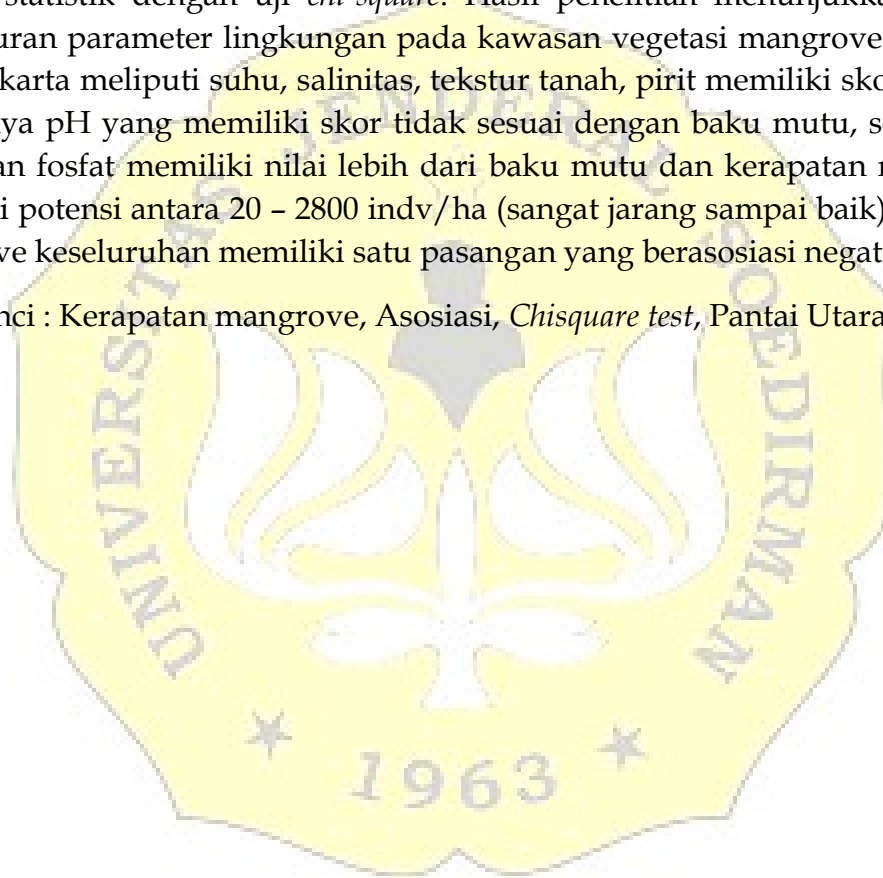 statistik dengan uji chi square. Hasil penelitian menunjukka
uran parameter lingkungan pada kawasan vegetasi mangrove
karta meliputi suhu, salinitas, tekstur tanah, pirit memiliki sko
ya pH yang memiliki skor tidak sesuai dengan baku mutu, s
an fosfat memiliki nilai lebih dari baku mutu dan kerapatan
i potensi antara 20 – 2800 indv/ha (sangat jarang sampai baik)
ve keseluruhan memiliki satu pasangan yang berasosiasi negat
nci : Kerapatan mangrove, Asosiasi, Chisquare test, Pantai Utara
UNIVERSITAS JENDERAL SOEDIRMAN
1963